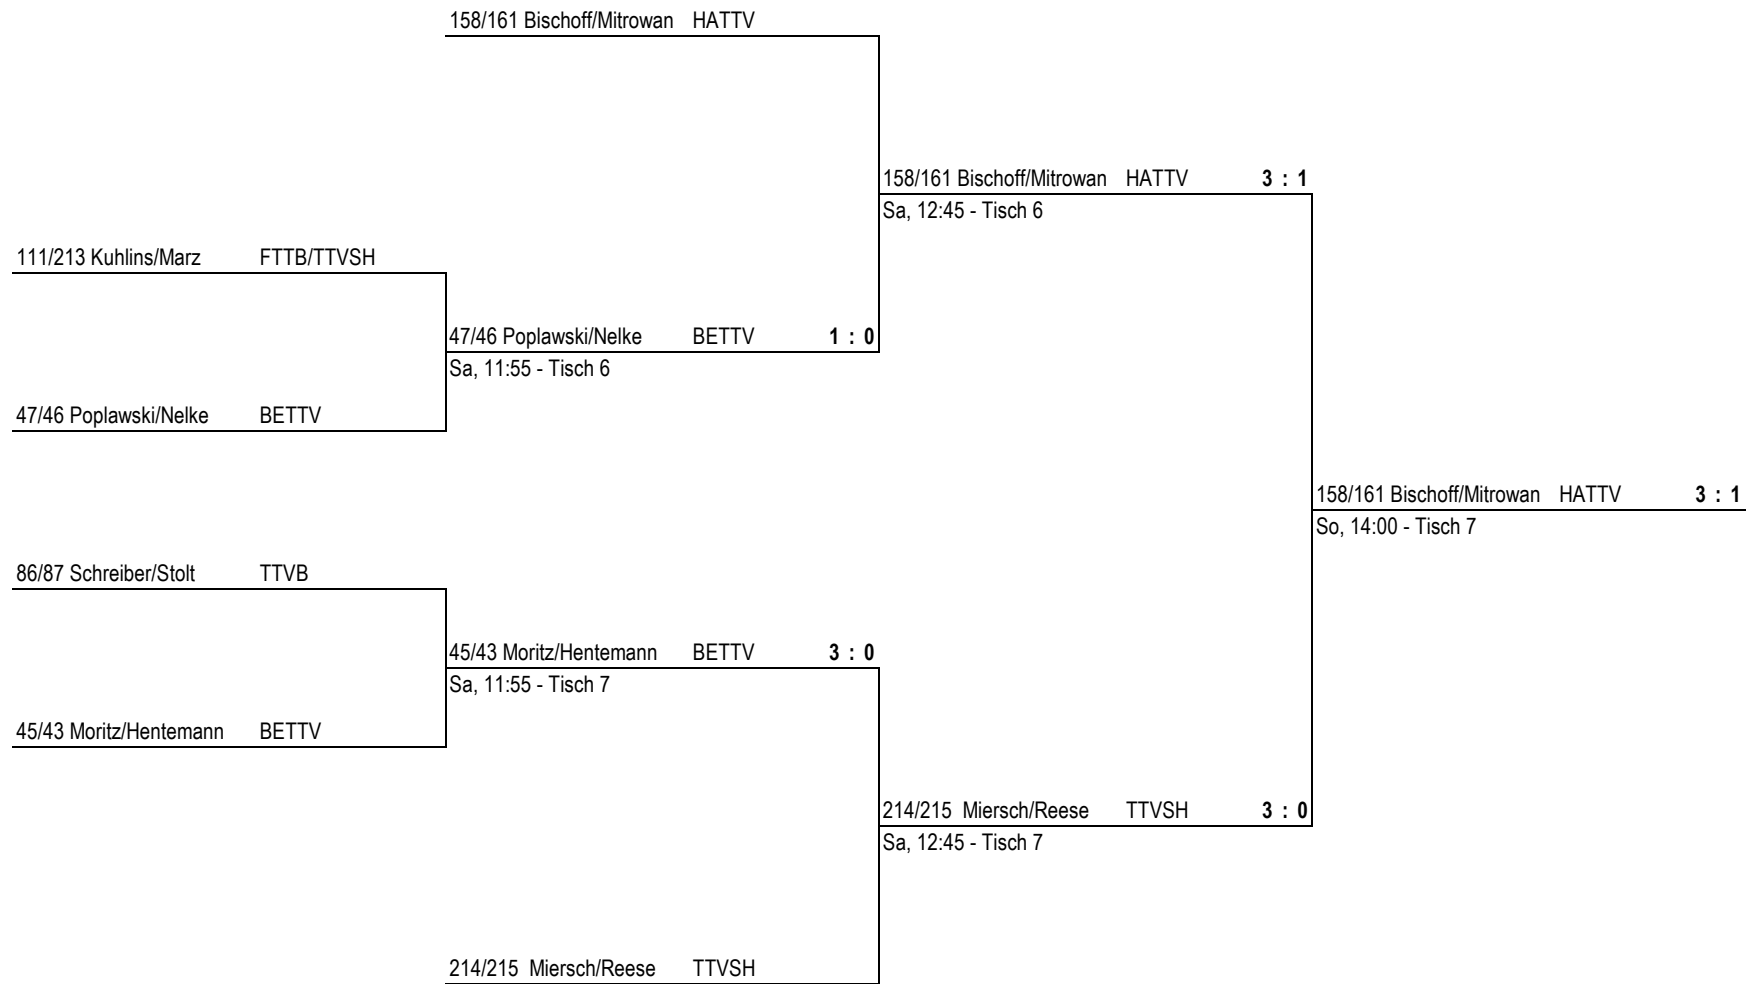 158/161 Bischoff/Mitrowan HATTV
158/161 Bischoff/Mitrowan HATTV 3 : 1
Sa, 12:45 - Tisch 6
111/213 Kuhlins/Marz FTTB/TTVSH
47/46 Poplawski/Nelke BETTV 1 : 0
Sa, 11:55 - Tisch 6
47/46 Poplawski/Nelke BETTV
158/161 Bischoff/Mitrowan HATTV 3 : 1
So, 14:00 - Tisch 7
86/87 Schreiber/Stolt TTVB
45/43 Moritz/Hentemann BETTV 3 : 0
Sa, 11:55 - Tisch 7
45/43 Moritz/Hentemann BETTV
214/215 Miersch/Reese TTVSH 3 : 0
Sa, 12:45 - Tisch 7
214/215 Miersch/Reese TTVSH